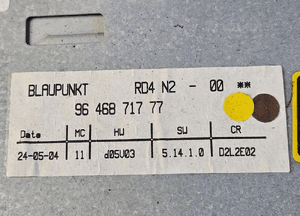 BLAUPUNKT RD4 N2 - 00 **
96 468 717 77
Date MC HW SW CR
24-05-04 11 d05V03 5.14.1.0 D2L2E02